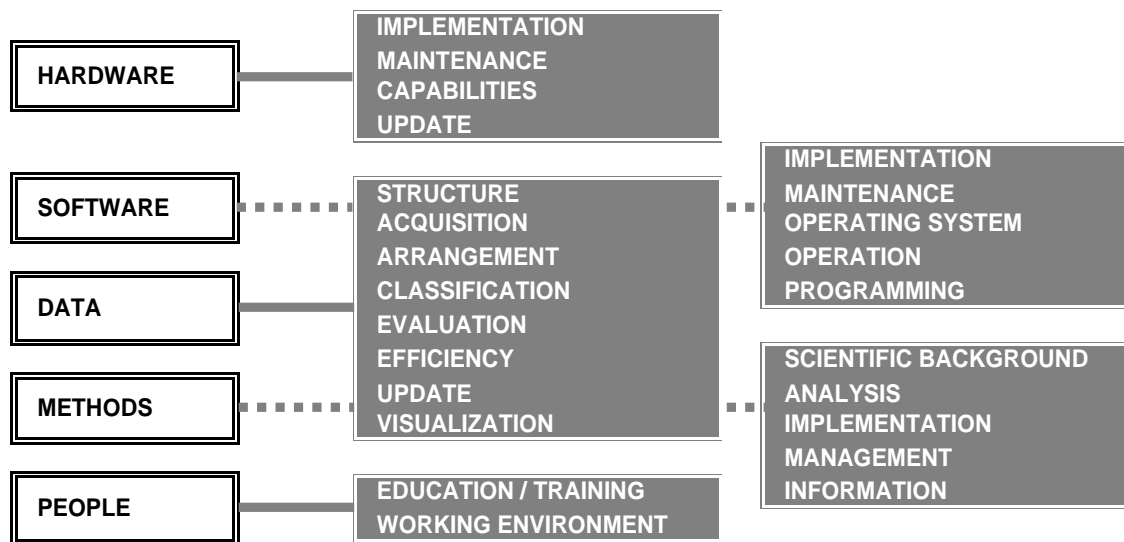 HARDWARE
IMPLEMENTATION
MAINTENANCE
CAPABILITIES
UPDATE
SOFTWARE
DATA
METHODS
STRUCTURE
ACQUISITION
ARRANGEMENT
CLASSIFICATION
EVALUATION
EFFICIENCY
UPDATE
VISUALIZATION
IMPLEMENTATION
MAINTENANCE
OPERATING SYSTEM
OPERATION
PROGRAMMING
SCIENTIFIC BACKGROUND
ANALYSIS
IMPLEMENTATION
MANAGEMENT
INFORMATION
PEOPLE
EDUCATION / TRAINING
WORKING ENVIRONMENT